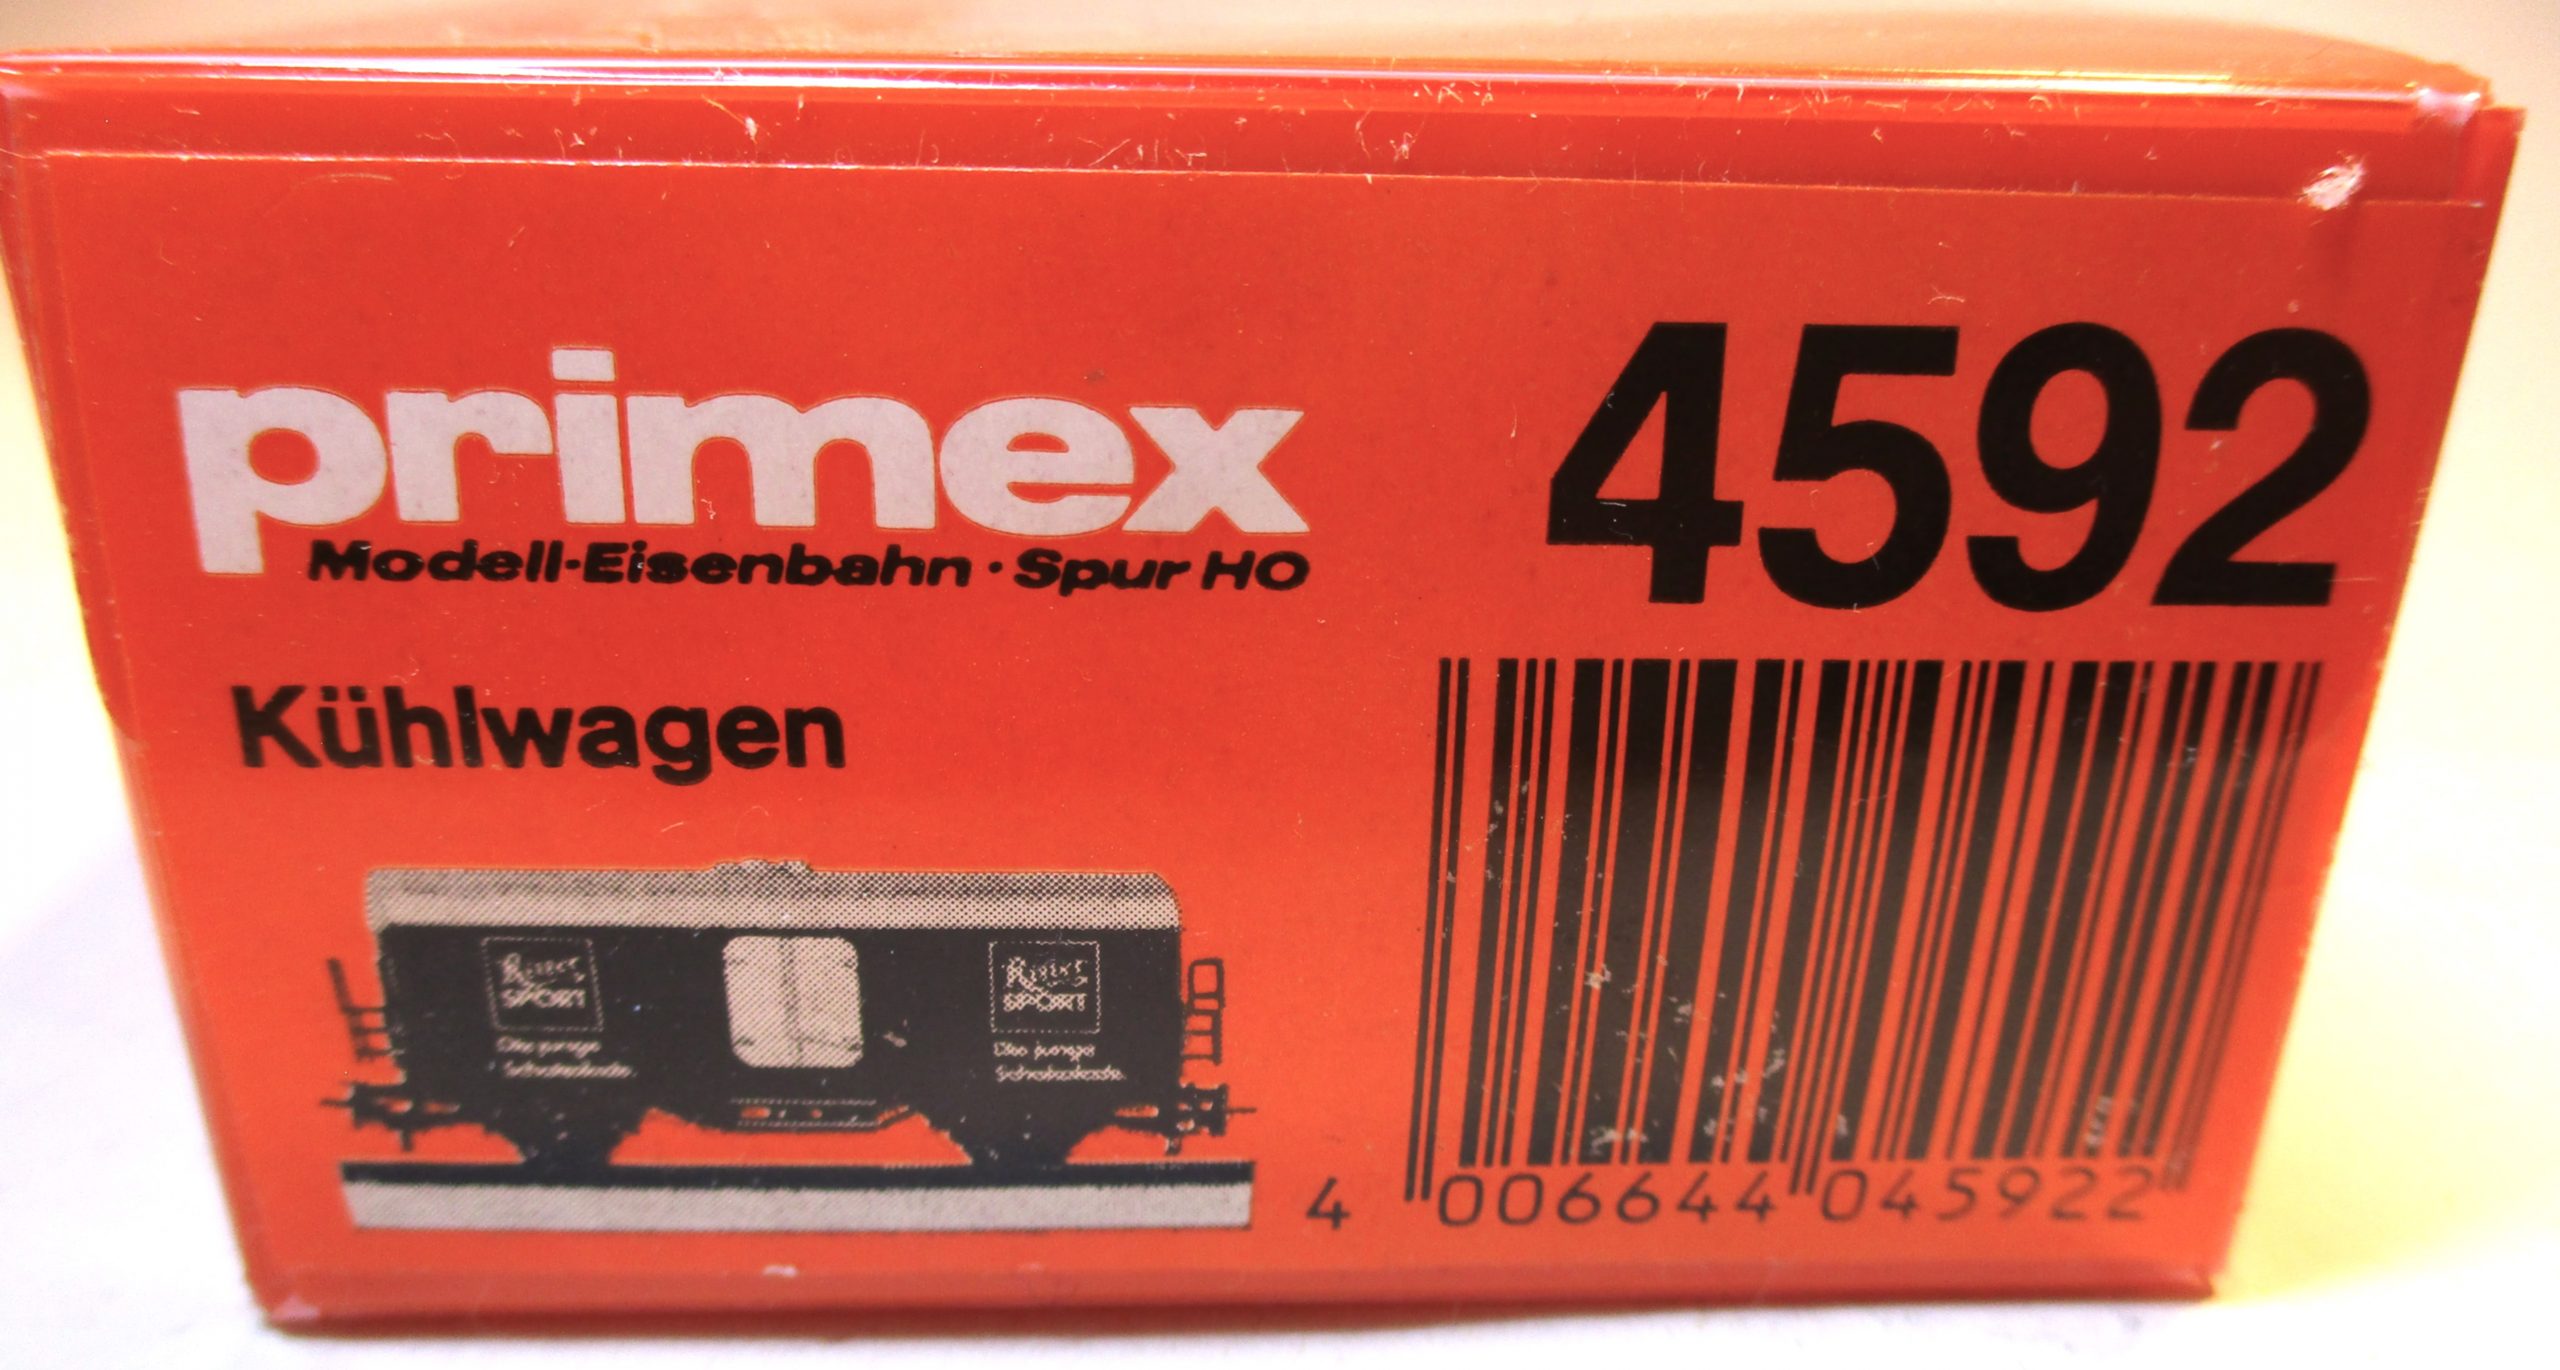 primex
Modell-Eisenbahn · Spur HO
4592
Kühlwagen
Ritter
SPORT
Ritter
SPORT
4 006644 045922